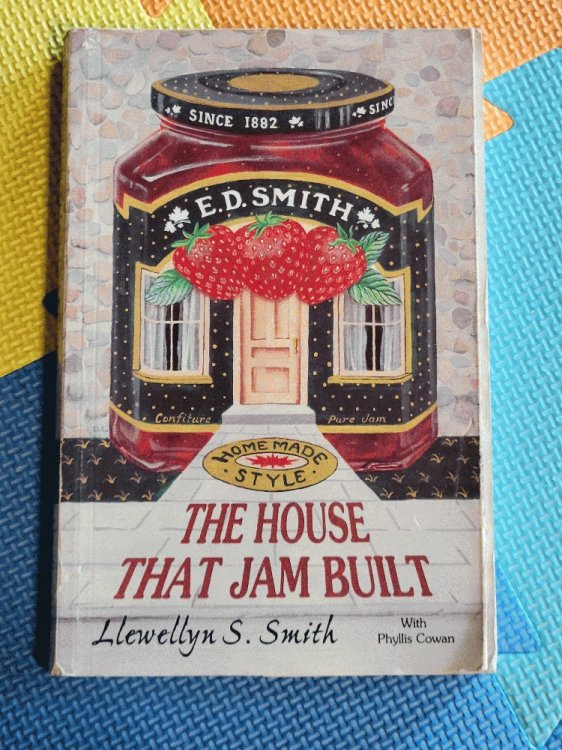 SINCE 1882
SINC
E.D. SMITH
Confiture
Pure Jam
HOME MADE
STYLE
THE HOUSE
THAT JAM BUILT
Llewellyn S. Smith
With
Phyllis Cowan